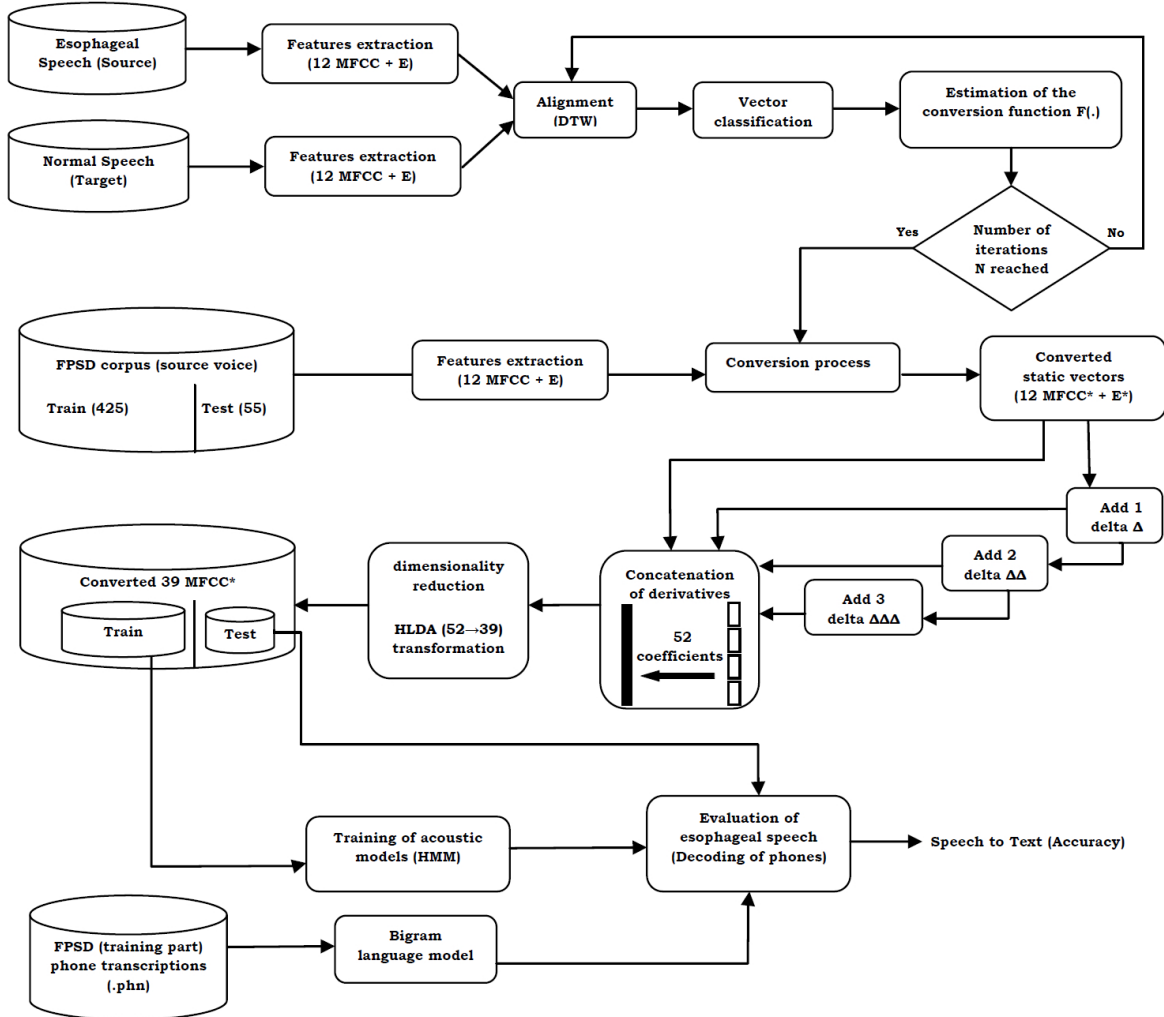 Esophageal
Speech (Source)
Features extraction
(12 MFCC + E)
Alignment
(DTW)
Vector
classification
Estimation of the
conversion function F(.)
Normal Speech
(Target)
Features extraction
(12 MFCC + E)
Yes
Number of
iterations
N reached
No
FPSD corpus (source voice)
Train (425)
Test (55)
Features extraction
(12 MFCC + E)
Conversion process
Converted
static vectors
(12 MFCC* + E*)
Add 1
delta Δ
Add 2
delta ΔΔ
Add 3
delta ΔΔΔ
Concatenation
of derivatives
52
coefficients
dimensionality
reduction
HLDA (52→39)
transformation
Converted 39 MFCC*
Train
Test
Training of acoustic
models (HMM)
Evaluation of
esophageal speech
(Decoding of phones)
Speech to Text (Accuracy)
FPSD (training part)
phone transcriptions
(.phn)
Bigram
language model